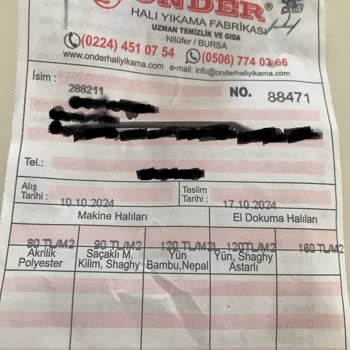 ÖNDER®
HALI YIKAMA FABRİKASI
UZMAN TEMİZLİK VE GIDA
Nilüfer / BURSA
(0224) 451 07 54 (0506) 774 03 66
www.onderhaliyikama.com e-mail: info@onderhaliyikama.com
İsim :
288211
NO. 88471
Tel.:
Alış Tarihi : 10.10.2024 Teslim Tarihi : 17.10.2024
Makine Halıları El Dokuma Halıları
80 TL/M2 90 TL/M2 120 TL/M2 120TL/M2 160 TL/M2
Akrilik Saçaklı M. Yün Yün, Shaghy
Polyester Kilim, Shaghy Bambu,Nepal Astarlı